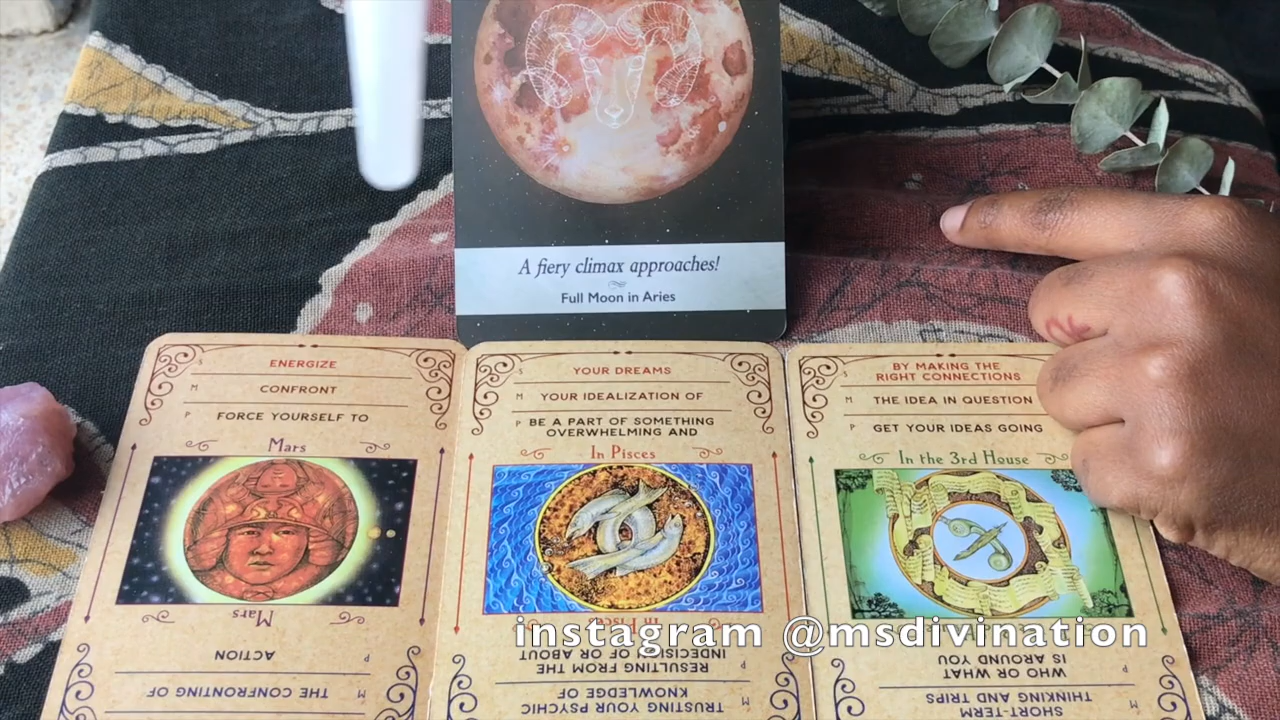 A fiery climax approaches!
Full Moon in Aries
S ENERGIZE
M CONFRONT
P FORCE YOURSELF TO
Mars
Mars
P ACTION
M THE CONFRONTING OF
YOUR DREAMS
M YOUR IDEALIZATION OF
P BE A PART OF SOMETHING
OVERWHELMING AND
In Pisces
In Pisces
INDECISION OF OR ABOUT
P RESULTING FROM THE
KNOWLEDGE OF
M TRUSTING YOUR PSYCHIC
S BY MAKING THE
RIGHT CONNECTIONS
M THE IDEA IN QUESTION
P GET YOUR IDEAS GOING
In the 3rd House
IS AROUND YOU
P WHO OR WHAT
THINKING AND TRIPS
M SHORT-TERM
instagram @msdivination